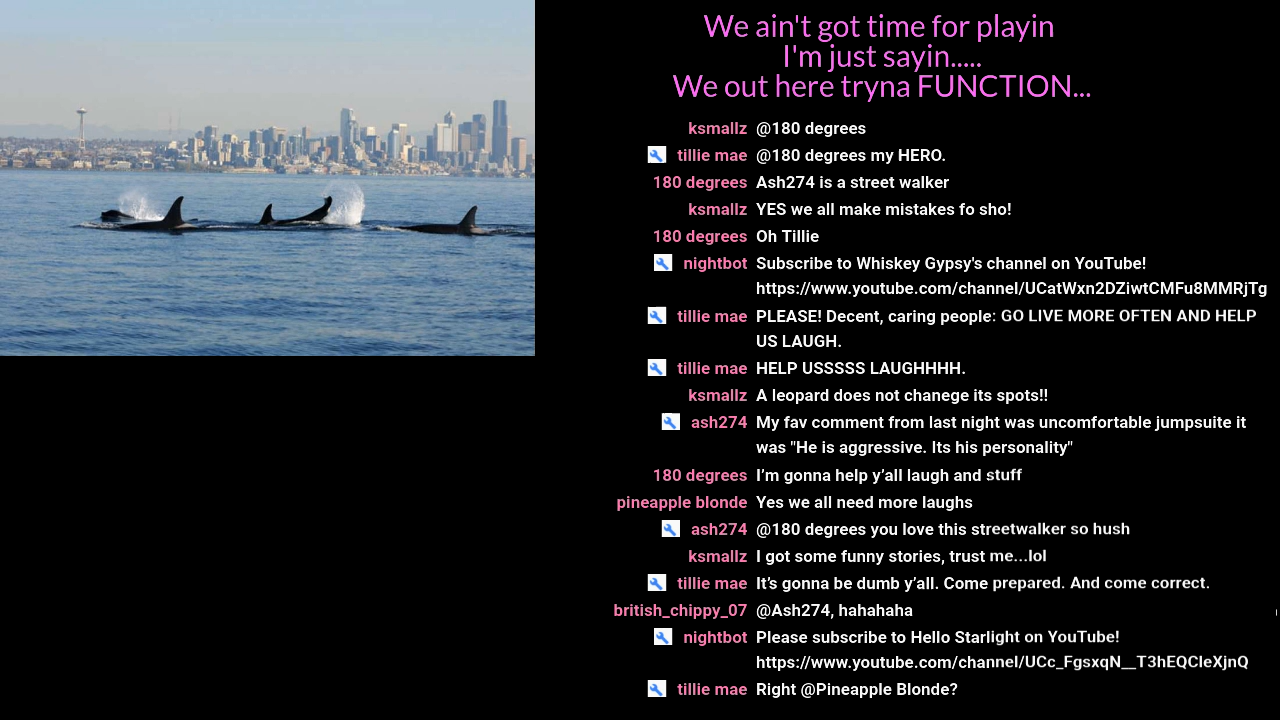 We ain't got time for playin
I'm just sayin.....
We out here tryna FUNCTION...
ksmallz @180 degrees
tillie mae @180 degrees my HERO.
180 degrees Ash274 is a street walker
ksmallz YES we all make mistakes fo sho!
180 degrees Oh Tillie
nightbot Subscribe to Whiskey Gypsy's channel on YouTube!
https://www.youtube.com/channel/UCatWxn2DZiwtCMFu8MMRjTg
tillie mae PLEASE! Decent, caring people: GO LIVE MORE OFTEN AND HELP
US LAUGH.
tillie mae HELP USSSSS LAUGHHHH.
ksmallz A leopard does not chanege its spots!!
ash274 My fav comment from last night was uncomfortable jumpsuite it
was "He is aggressive. Its his personality"
180 degrees I’m gonna help y’all laugh and stuff
pineapple blonde Yes we all need more laughs
ash274 @180 degrees you love this streetwalker so hush
ksmallz I got some funny stories, trust me...lol
tillie mae It’s gonna be dumb y’all. Come prepared. And come correct.
british_chippy_07 @Ash274, hahahaha
nightbot Please subscribe to Hello Starlight on YouTube!
https://www.youtube.com/channel/UCc_FgsxqN__T3hEQCIeXjnQ
tillie mae Right @Pineapple Blonde?